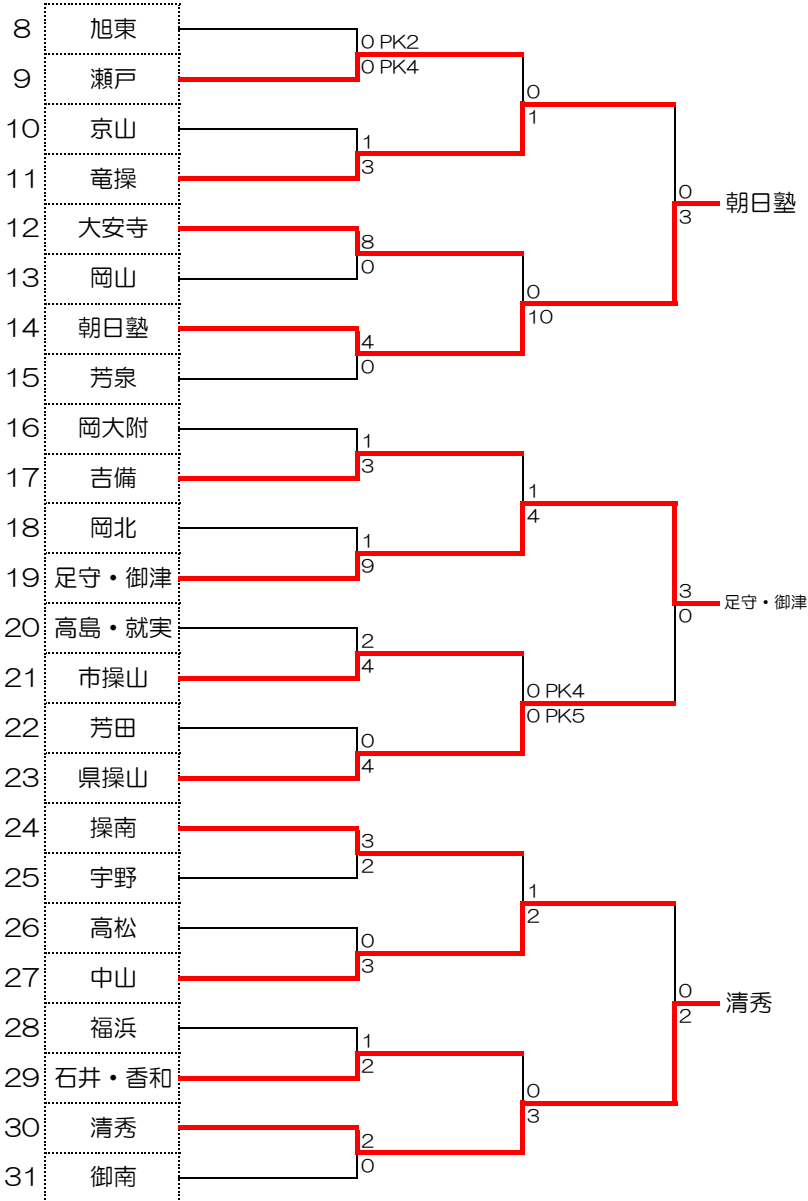 8 旭東
0 PK2
0 PK4
9 瀬戸
0
1
10 京山
1
3
11 竜操
0
3
朝日塾
12 大安寺
8
0
13 岡山
0
10
14 朝日塾
4
0
15 芳泉
16 岡大附
1
3
17 吉備
1
4
18 岡北
1
9
19 足守・御津
3
0
足守・御津
20 高島・就実
2
4
21 市操山
0 PK4
0 PK5
22 芳田
0
4
23 県操山
24 操南
3
2
25 宇野
1
2
26 高松
0
3
27 中山
0
2
清秀
28 福浜
1
2
29 石井・香和
0
3
30 清秀
2
0
31 御南